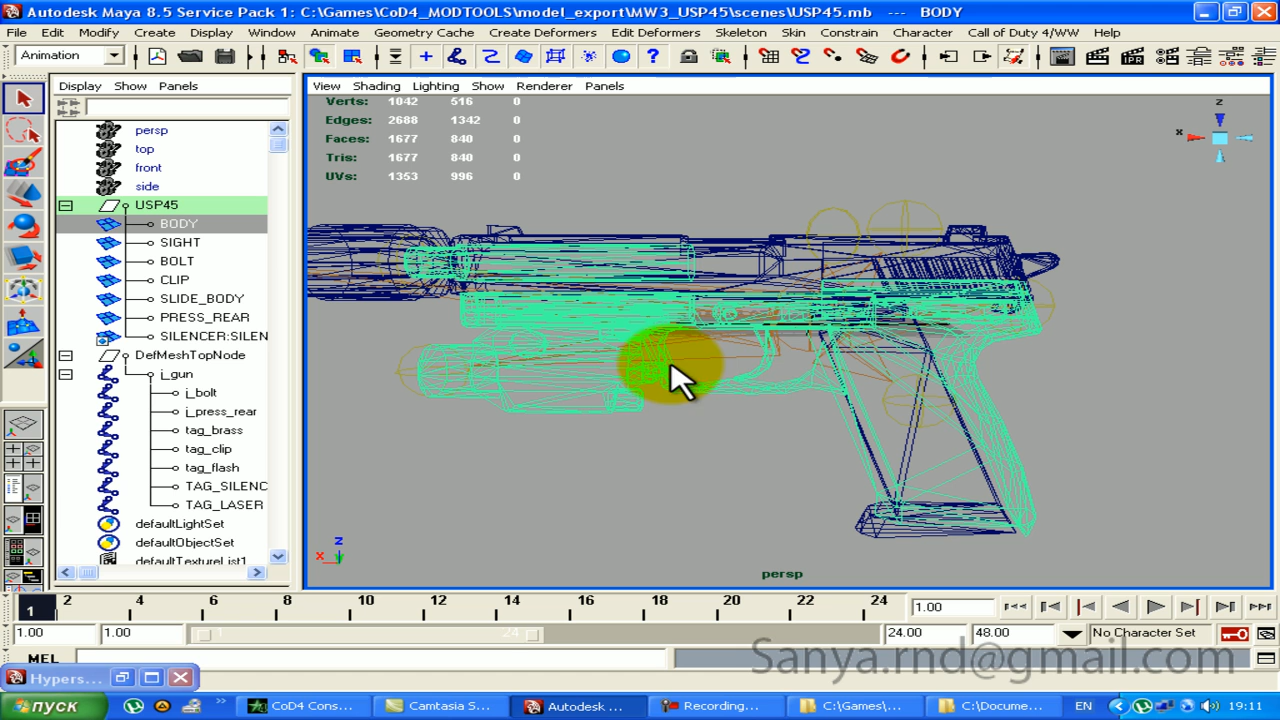 Autodesk Maya 8.5 Service Pack 1: C:\Games\CoD4_MODTOOLS\model_export\MW3_USP45\scenes\USP45.mb --- BODY
File Edit Modify Create Display Window Animate Geometry Cache Create Deformers Edit Deformers Skeleton Skin Constrain Character Call of Duty 4/WW Help
Animation
IPR
Display Show Panels
View Shading Lighting Show Renderer Panels
persp
top
front
side
USP45
BODY
SIGHT
BOLT
CLIP
SLIDE_BODY
PRESS_REAR
SILENCER:SILEN
DefMeshTopNode
j_gun
j_bolt
j_press_rear
tag_brass
tag_clip
tag_flash
TAG_SILENC
TAG_LASER
defaultLightSet
defaultObjectSet
defaultTextureList1
Verts: 1042 516 0
Edges: 2688 1342 0
Faces: 1677 840 0
Tris: 1677 840 0
UVs: 1353 996 0
z
x
z
x
persp
1 2 4 6 8 10 12 14 16 18 20 22 24 1.00
1.00 1.00 1 24 24.00 48.00 No Character Set
MEL
Sanya.rnd@gmail.com
Hypers...
пуск CoD4 Cons... Camtasia S... Autodesk ... Recording... C:\Games\... C:\Docume... EN 19:11